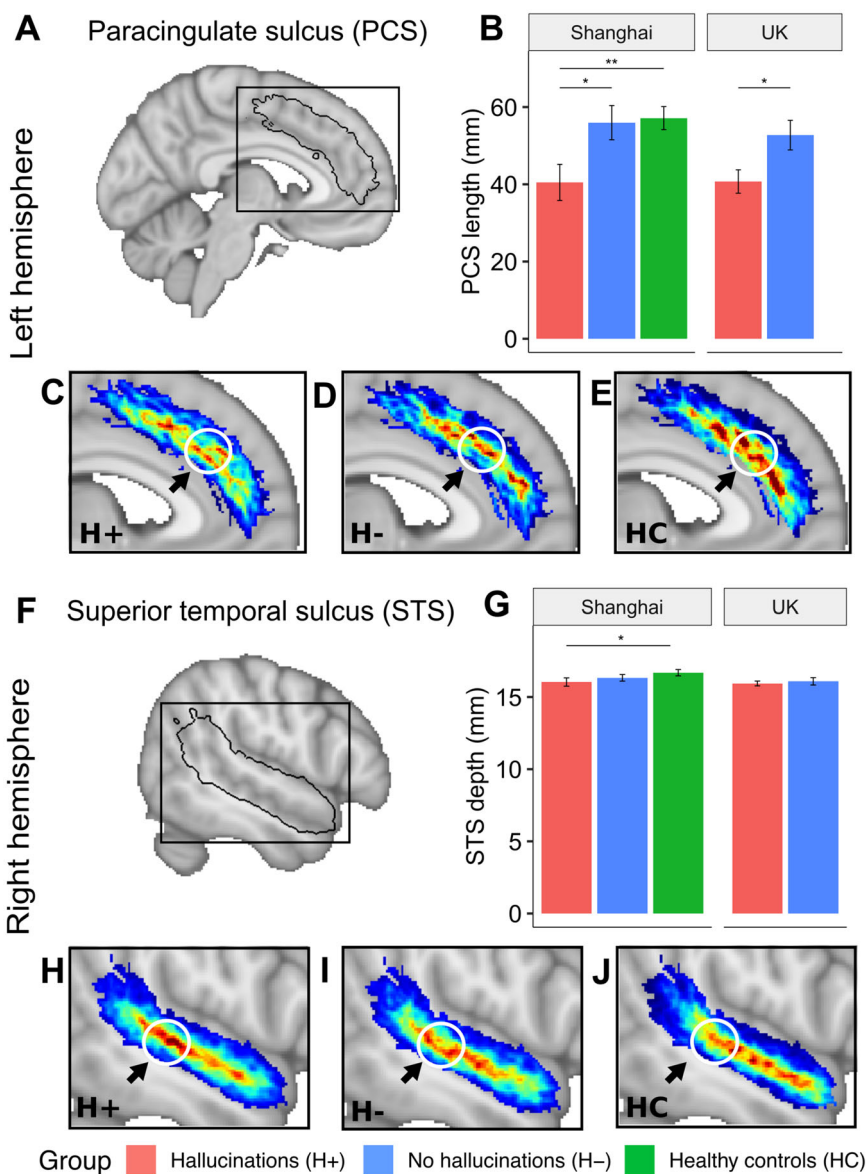 A Paracingulate sulcus (PCS)
Left hemisphere
B
Shanghai UK
** 
* *
PCS length (mm)
60
40
20
0
C H+
D H-
E HC
F Superior temporal sulcus (STS)
Right hemisphere
G
Shanghai UK
*
STS depth (mm)
15
10
5
0
H H+
I H-
J HC
Group Hallucinations (H+) No hallucinations (H−) Healthy controls (HC)